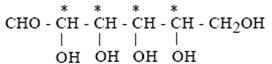 * * * *
CHO - CH - CH - CH - CH - CH₂OH
| | | |
OH OH OH OH